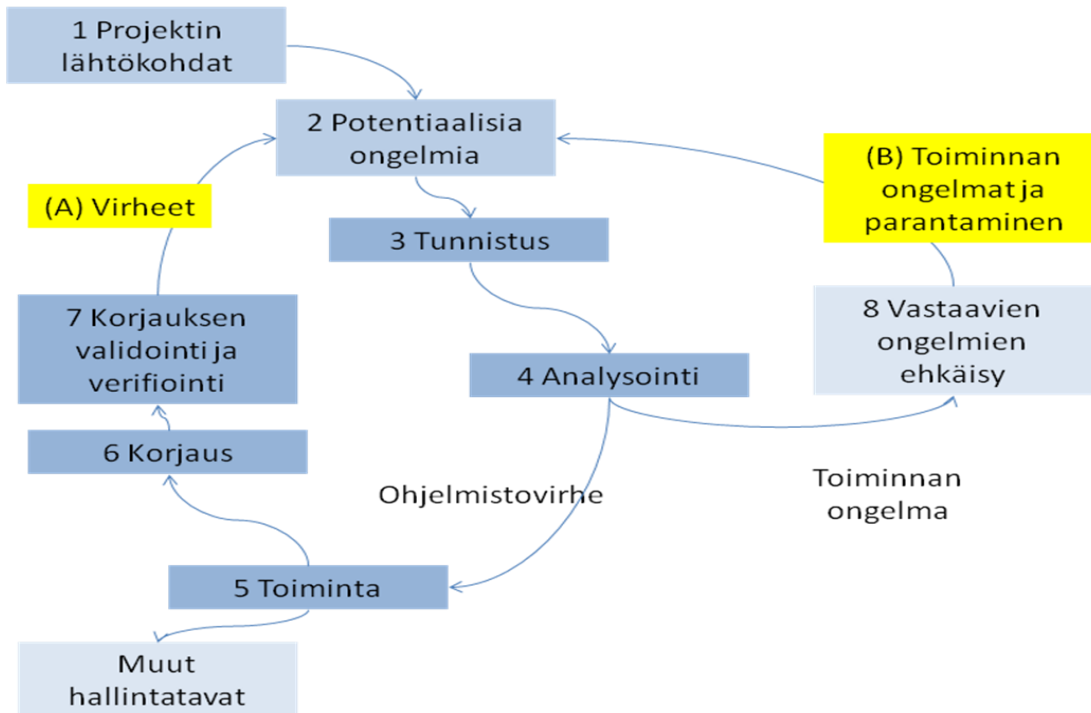 1 Projektin
lähtökohdat
2 Potentiaalisia
ongelmia
(A) Virheet
(B) Toiminnan
ongelmat ja
parantaminen
3 Tunnistus
7 Korjauksen
validointi ja
verifiointi
8 Vastaavien
ongelmien
ehkäisy
4 Analysointi
6 Korjaus
Ohjelmistovirhe
Toiminnan
ongelma
5 Toiminta
Muut
hallintatavat